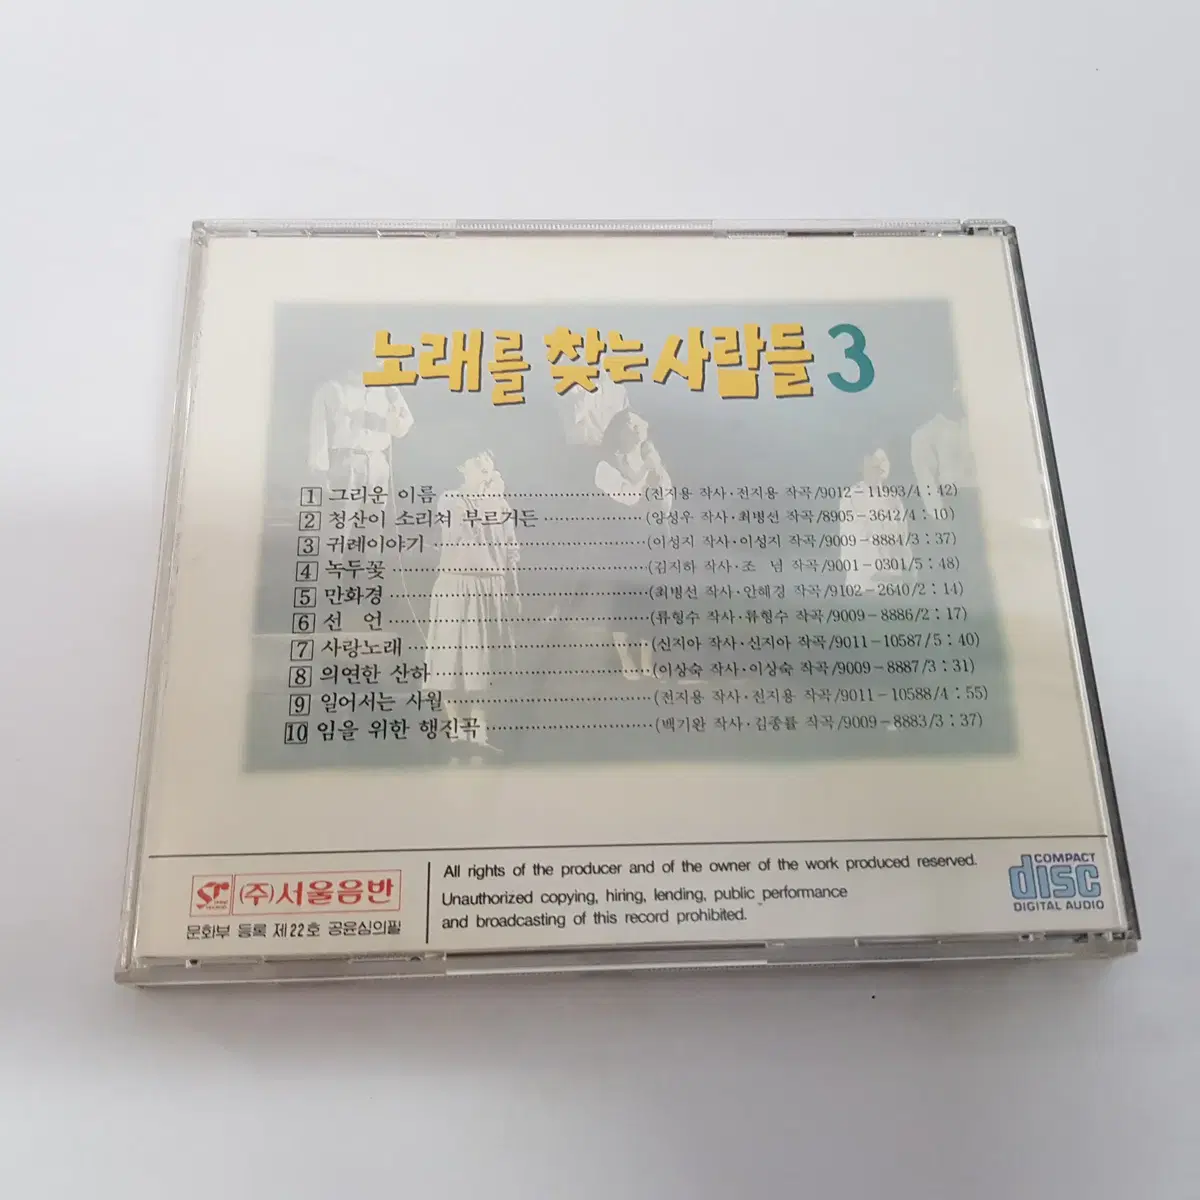 노래를 찾는사람들 3
1 그리운 이름 (전지용 작사·전지용 작곡/9012-11993/4:42)
2 청산이 소리쳐 부르거든 (양성우 작사·최병선 작곡/8905-3642/4:10)
3 귀례이야기 (이성지 작사·이성지 작곡/9009-8884/3:37)
4 녹두꽃 (김지하 작사·조 념 작곡/9001-0301/5:48)
5 만화경 (최병선 작사·안혜경 작곡/9102-2640/2:14)
6 선 언 (류형수 작사·류형수 작곡/9009-8886/2:17)
7 사랑노래 (신지아 작사·신지아 작곡/9011-10587/5:40)
8 의연한 산하 (이상숙 작사·이상숙 작곡/9009-8887/3:31)
9 일어서는 사월 (전지용 작사·전지용 작곡/9011-10588/4:55)
10 임을 위한 행진곡 (백기완 작사·김종률 작곡/9009-8883/3:37)
(주)서울음반
문화부 등록 제22호 공윤심의필
All rights of the producer and of the owner of the work produced reserved.
Unauthorized copying, hiring, lending, public performance
and broadcasting of this record prohibited.
COMPACT
disc
DIGITAL AUDIO